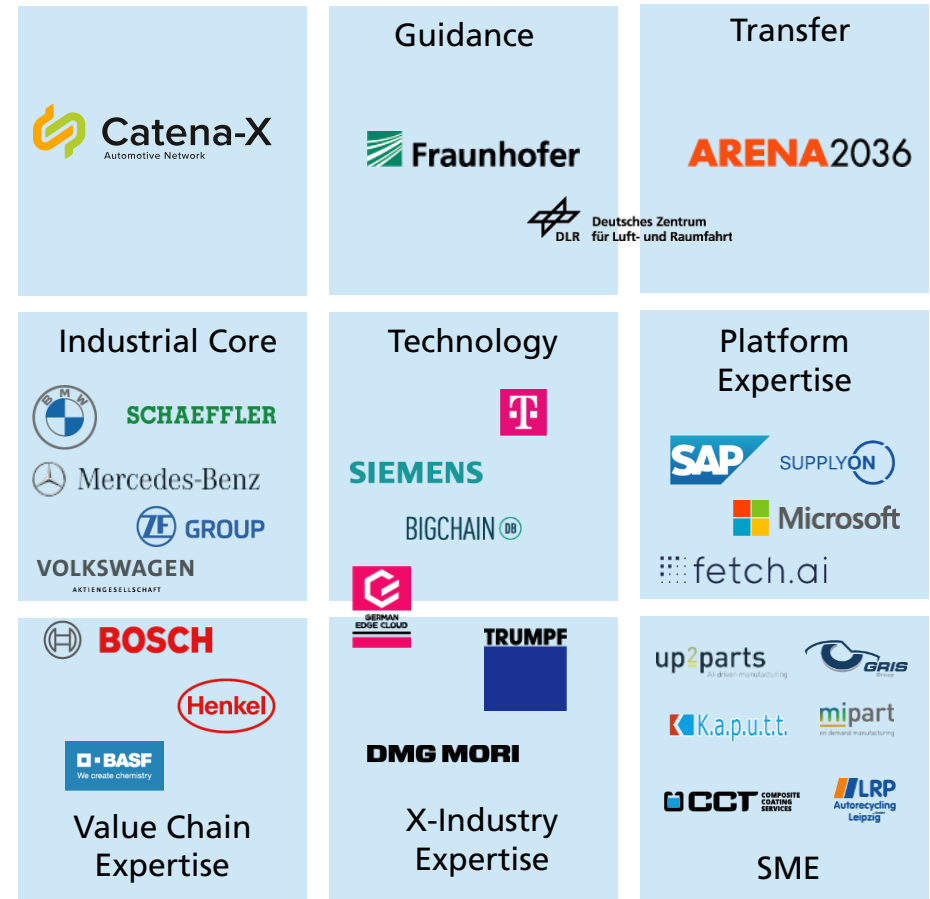 Catena-X
Automotive Network
Guidance
Fraunhofer
DLR
Deutsches Zentrum
für Luft- und Raumfahrt
Transfer
ARENA2036
Industrial Core
BMW
SCHAEFFLER
Mercedes-Benz
ZF GROUP
VOLKSWAGEN
AKTIENGESELLSCHAFT
Technology
T
SIEMENS
BIGCHAIN DB
GERMAN
EDGE CLOUD
Platform
Expertise
SAP
SUPPLYON
Microsoft
fetch.ai
BOSCH
Henkel
BASF
We create chemistry
Value Chain
Expertise
TRUMPF
DMG MORI
X-Industry
Expertise
up2parts
AI-driven manufacturing
GRIS
Group
K.a.p.u.t.t.
mipart
on demand manufacturing
CCT
COMPOSITE
COATING
SERVICES
LRP
Autorecycling
Leipzig
SME